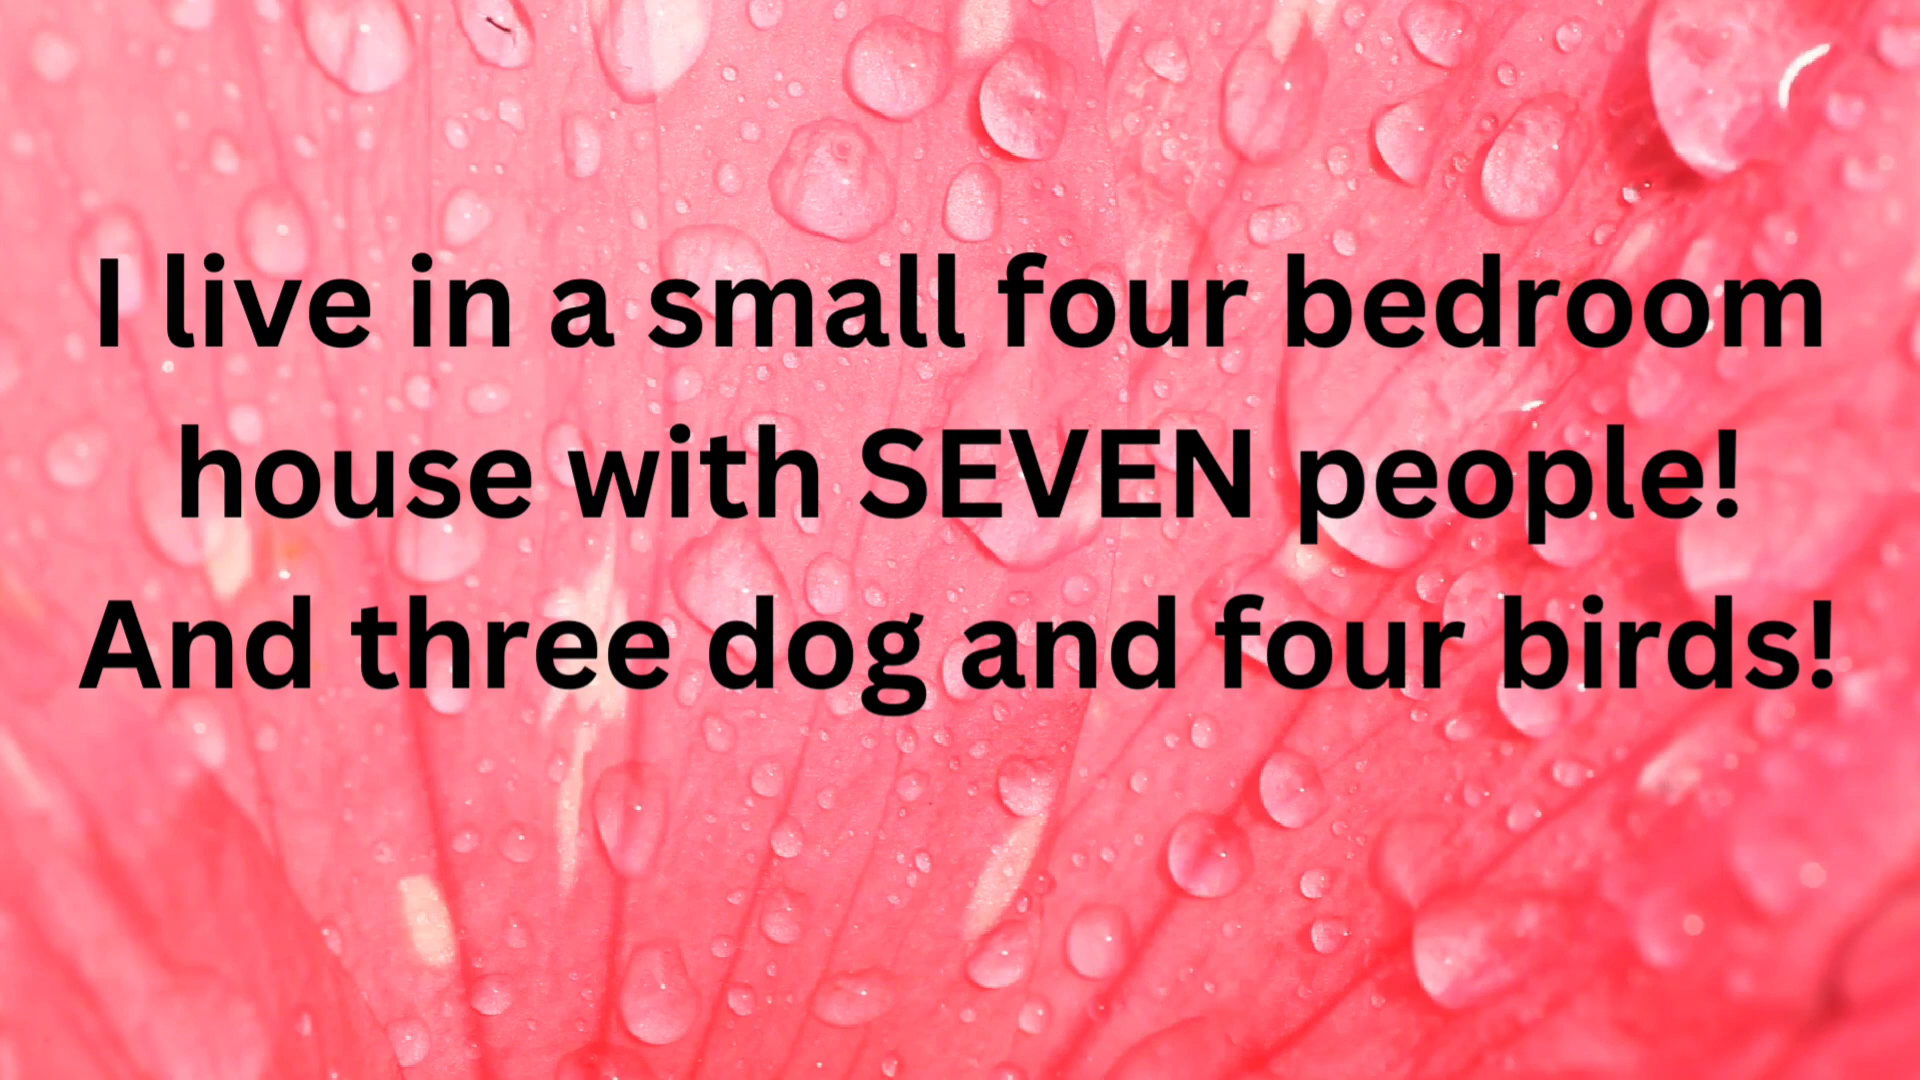 I live in a small four bedroom
house with SEVEN people!
And three dog and four birds!